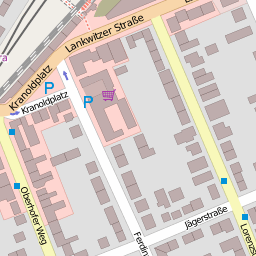 Lankwitzer Straße
Kranoldplatz
P
Kranoldplatz
P
Oberhofer Weg
Jägerstraße
Ferdin
Lorenzs